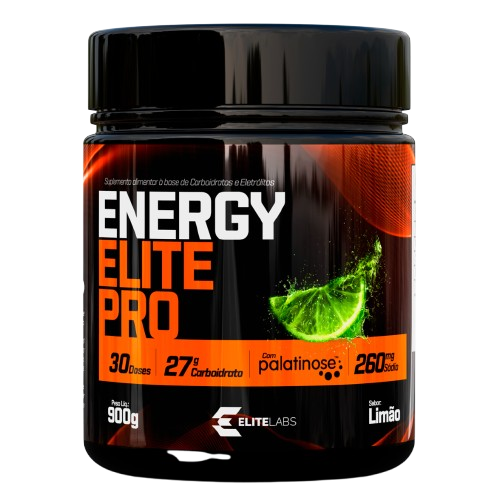 Suplemento alimentar à base de Carboidratos e Eletrólitos
ENERGY
ELITE
PRO
30 Doses
27g Carboidrato
Com palatinose
260mg Sódio
Peso Líq.:
900g
ELITELABS
Sabor:
Limão